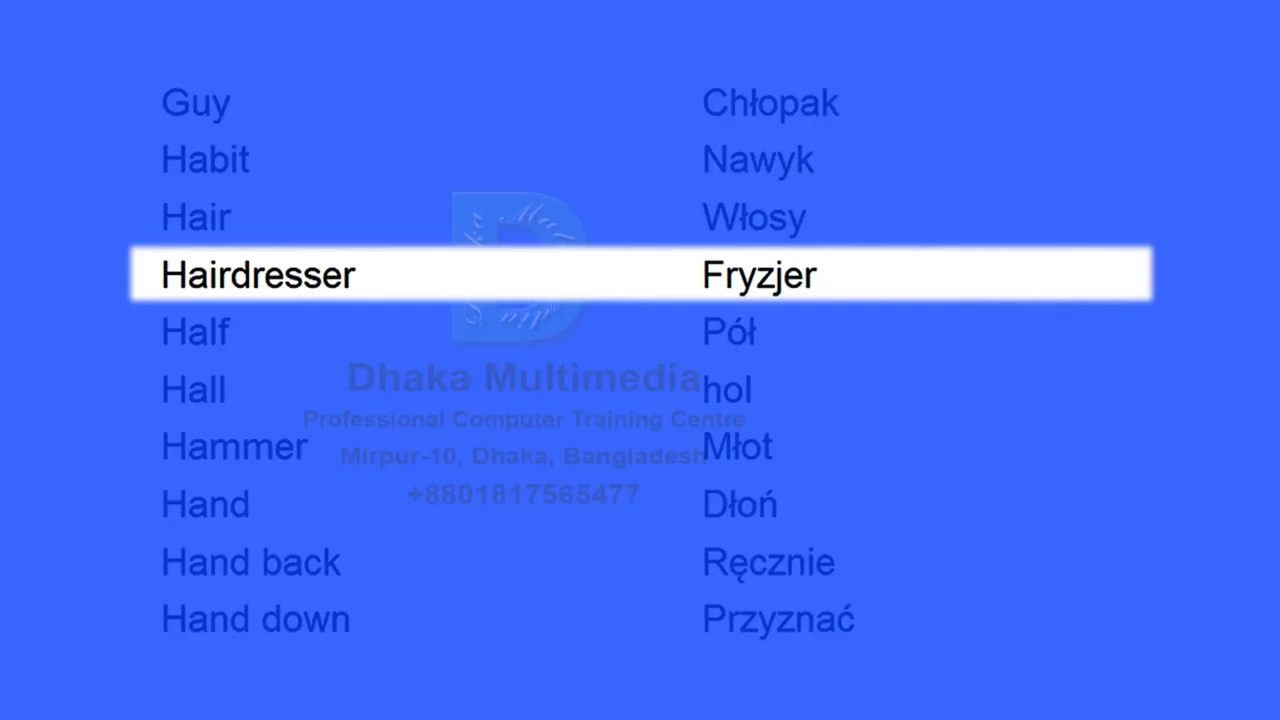 Guy Chłopak
Habit Nawyk
Hair Włosy
Hairdresser Fryzjer
Half Pół
Hall hol
Dhaka Multimedia
Professional Computer Training Centre
Hammer Młot
Mirpur-10, Dhaka, Bangladesh
+8801817565477
Hand Dłoń
Hand back Ręcznie
Hand down Przyznać